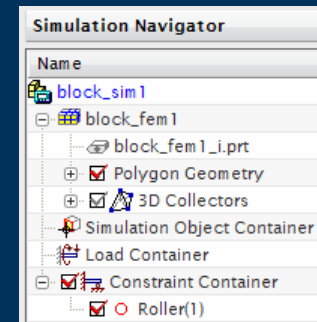 Simulation Navigator
Name
block_sim1
block_fem1
block_fem1_i.prt
Polygon Geometry
3D Collectors
Simulation Object Container
Load Container
Constraint Container
Roller(1)